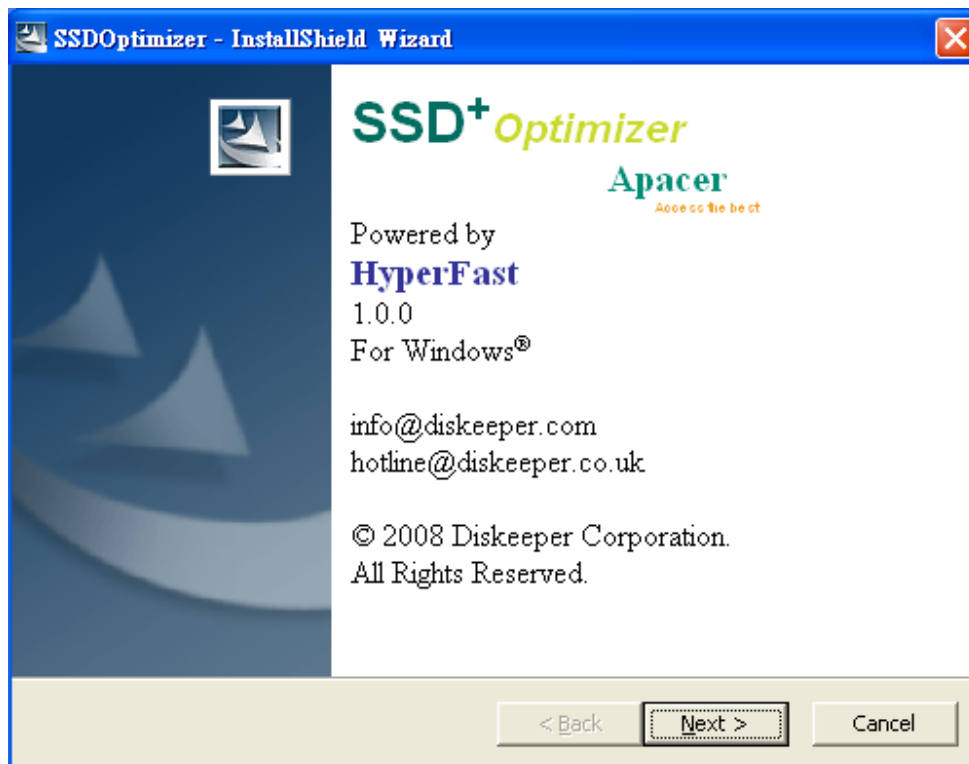 SSDOptimizer - InstallShield Wizard
SSD+ Optimizer
Apacer
Access the best
Powered by
HyperFast
1.0.0
For Windows®
info@diskeeper.com
hotline@diskeeper.co.uk
© 2008 Diskeeper Corporation.
All Rights Reserved.
< Back
Next >
Cancel